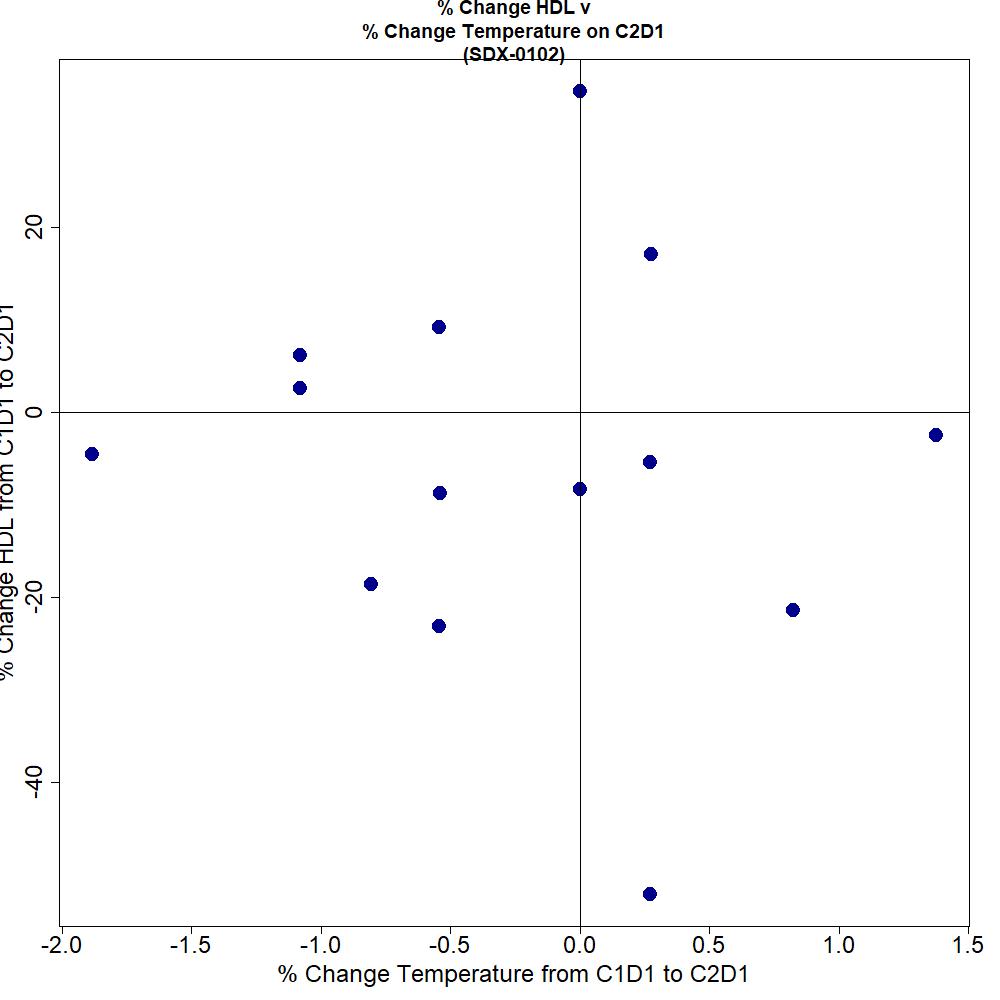 % Change HDL v
% Change Temperature on C2D1
(SDX-0102)
% Change HDL from C1D1 to C2D1
20
0
-20
-40
-2.0 -1.5 -1.0 -0.5 0.0 0.5 1.0 1.5
% Change Temperature from C1D1 to C2D1